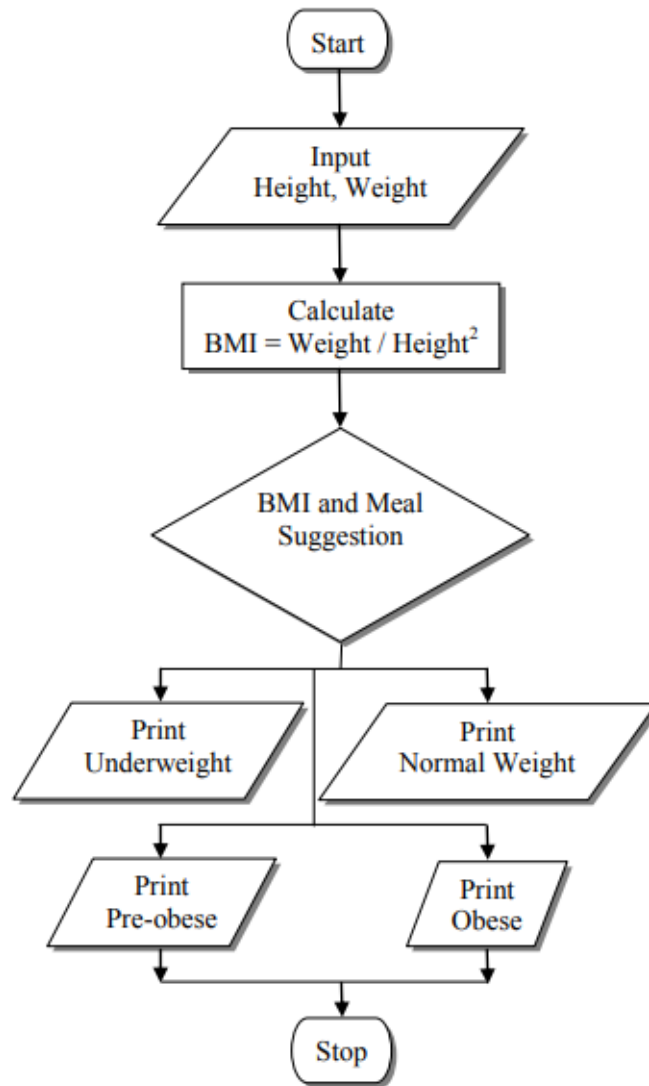 Start
Input
Height, Weight
Calculate
BMI = Weight / Height²
BMI and Meal
Suggestion
Print
Underweight
Print
Normal Weight
Print
Pre-obese
Print
Obese
Stop